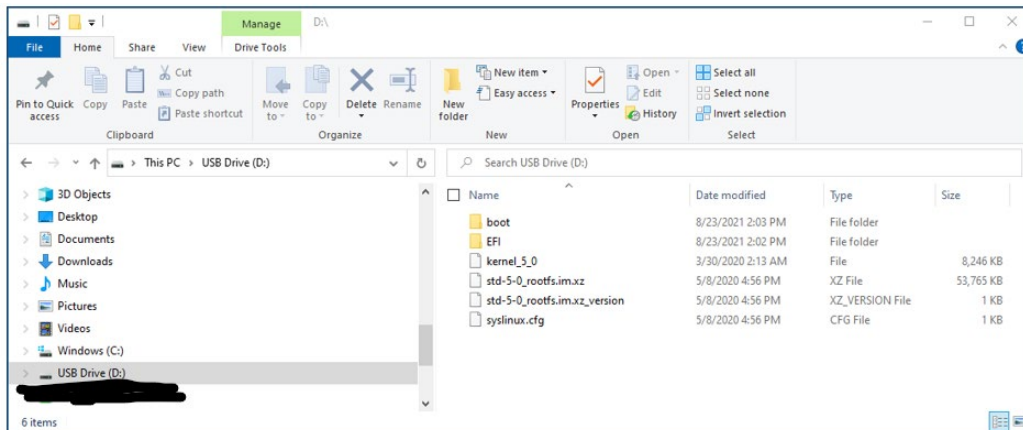 Manage D:\
File Home Share View Drive Tools
Pin to Quick access
Copy
Paste
Cut
Copy path
Paste shortcut
Move to
Copy to
Delete
Rename
New folder
New item
Easy access
Properties
Open
Edit
History
Select all
Select none
Invert selection
Clipboard Organize New Open Select
This PC > USB Drive (D:) Search USB Drive (D:)
3D Objects
Desktop
Documents
Downloads
Music
Pictures
Videos
Windows (C:)
USB Drive (D:)
Name Date modified Type Size
boot 8/23/2021 2:03 PM File folder
EFI 8/23/2021 2:02 PM File folder
kernel_5_0 3/30/2020 2:13 AM File 8,246 KB
std-5-0_rootfs.im.xz 5/8/2020 4:56 PM XZ File 53,765 KB
std-5-0_rootfs.im.xz_version 5/8/2020 4:56 PM XZ_VERSION File 1 KB
syslinux.cfg 5/8/2020 4:56 PM CFG File 1 KB
6 items